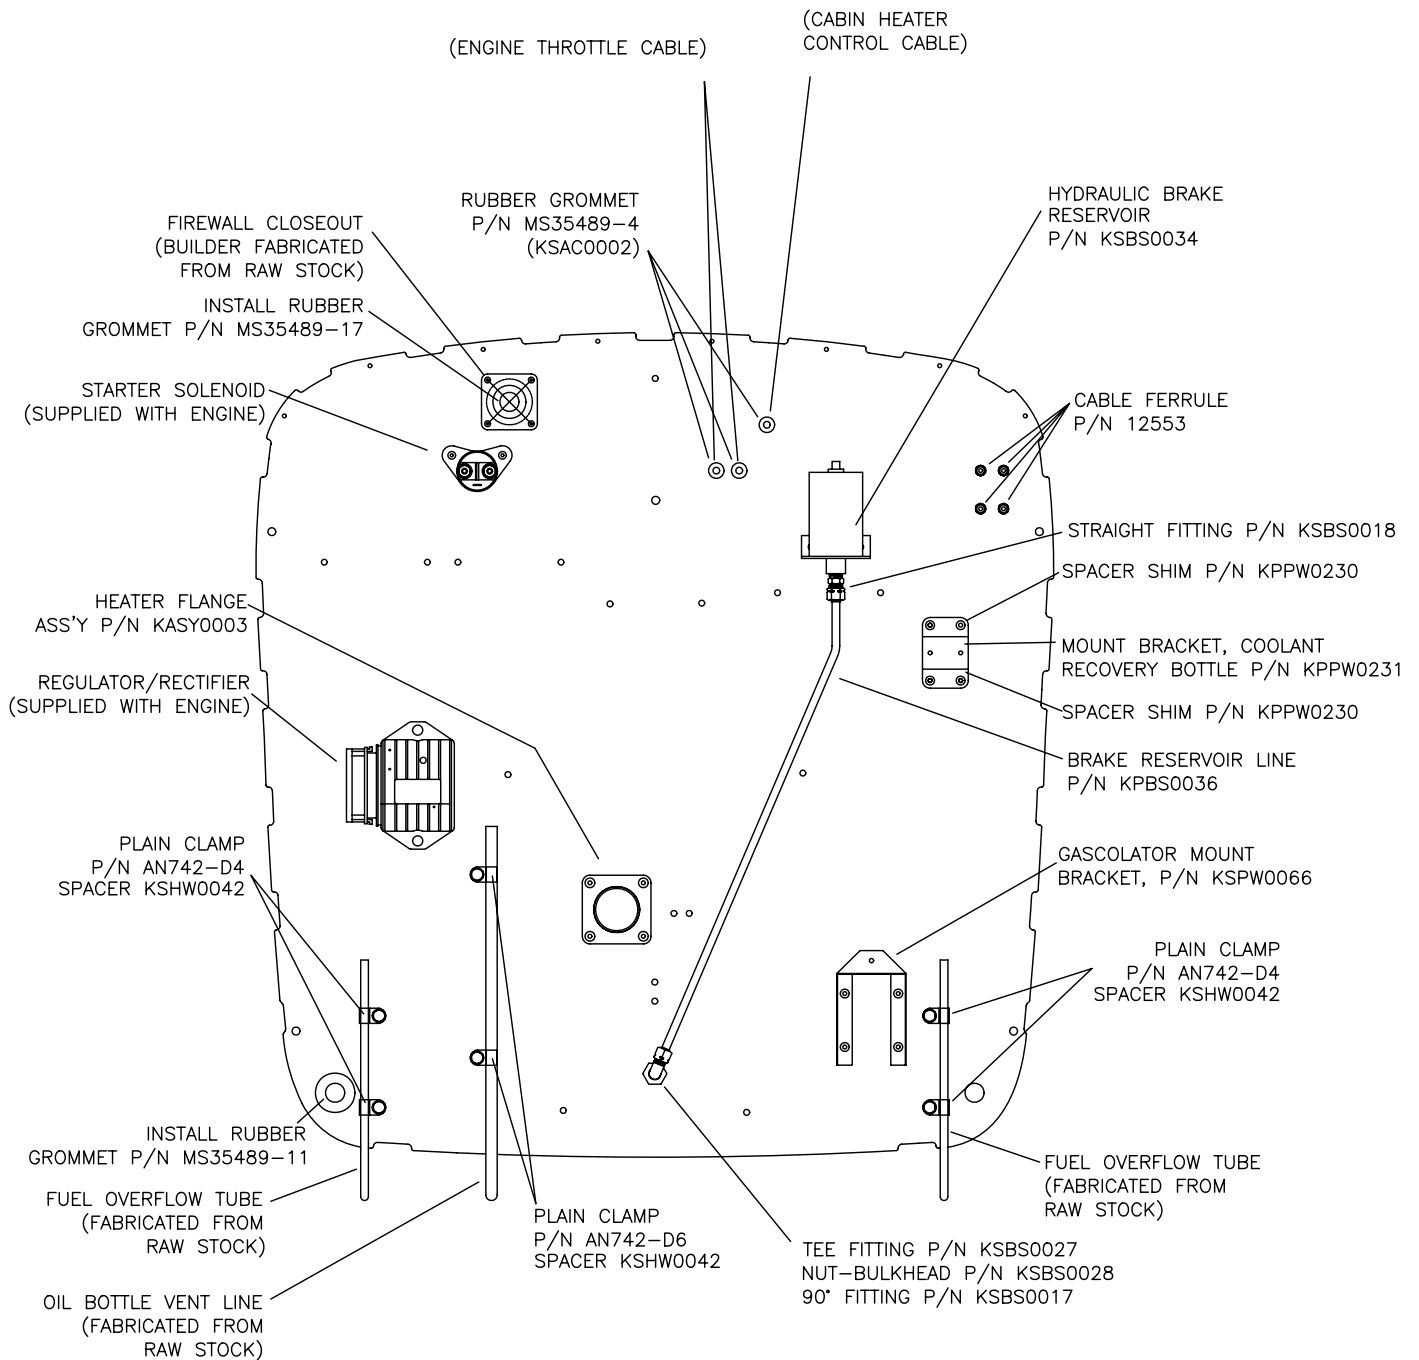 (CABIN HEATER
CONTROL CABLE)
(ENGINE THROTTLE CABLE)
RUBBER GROMMET
P/N MS35489-4
(KSAC0002)
HYDRAULIC BRAKE
RESERVOIR
P/N KSBS0034
FIREWALL CLOSEOUT
(BUILDER FABRICATED
FROM RAW STOCK)
INSTALL RUBBER
GROMMET P/N MS35489-17
STARTER SOLENOID
(SUPPLIED WITH ENGINE)
CABLE FERRULE
P/N 12553
STRAIGHT FITTING P/N KSBS0018
SPACER SHIM P/N KPPW0230
HEATER FLANGE
ASS'Y P/N KASY0003
MOUNT BRACKET, COOLANT
RECOVERY BOTTLE P/N KPPW0231
REGULATOR/RECTIFIER
(SUPPLIED WITH ENGINE)
SPACER SHIM P/N KPPW0230
BRAKE RESERVOIR LINE
P/N KPBS0036
PLAIN CLAMP
P/N AN742-D4
SPACER KSHW0042
GASCOLATOR MOUNT
BRACKET, P/N KSPW0066
PLAIN CLAMP
P/N AN742-D4
SPACER KSHW0042
INSTALL RUBBER
GROMMET P/N MS35489-11
FUEL OVERFLOW TUBE
(FABRICATED FROM
RAW STOCK)
FUEL OVERFLOW TUBE
(FABRICATED FROM
RAW STOCK)
PLAIN CLAMP
P/N AN742-D6
SPACER KSHW0042
TEE FITTING P/N KSBS0027
NUT-BULKHEAD P/N KSBS0028
90° FITTING P/N KSBS0017
OIL BOTTLE VENT LINE
(FABRICATED FROM
RAW STOCK)